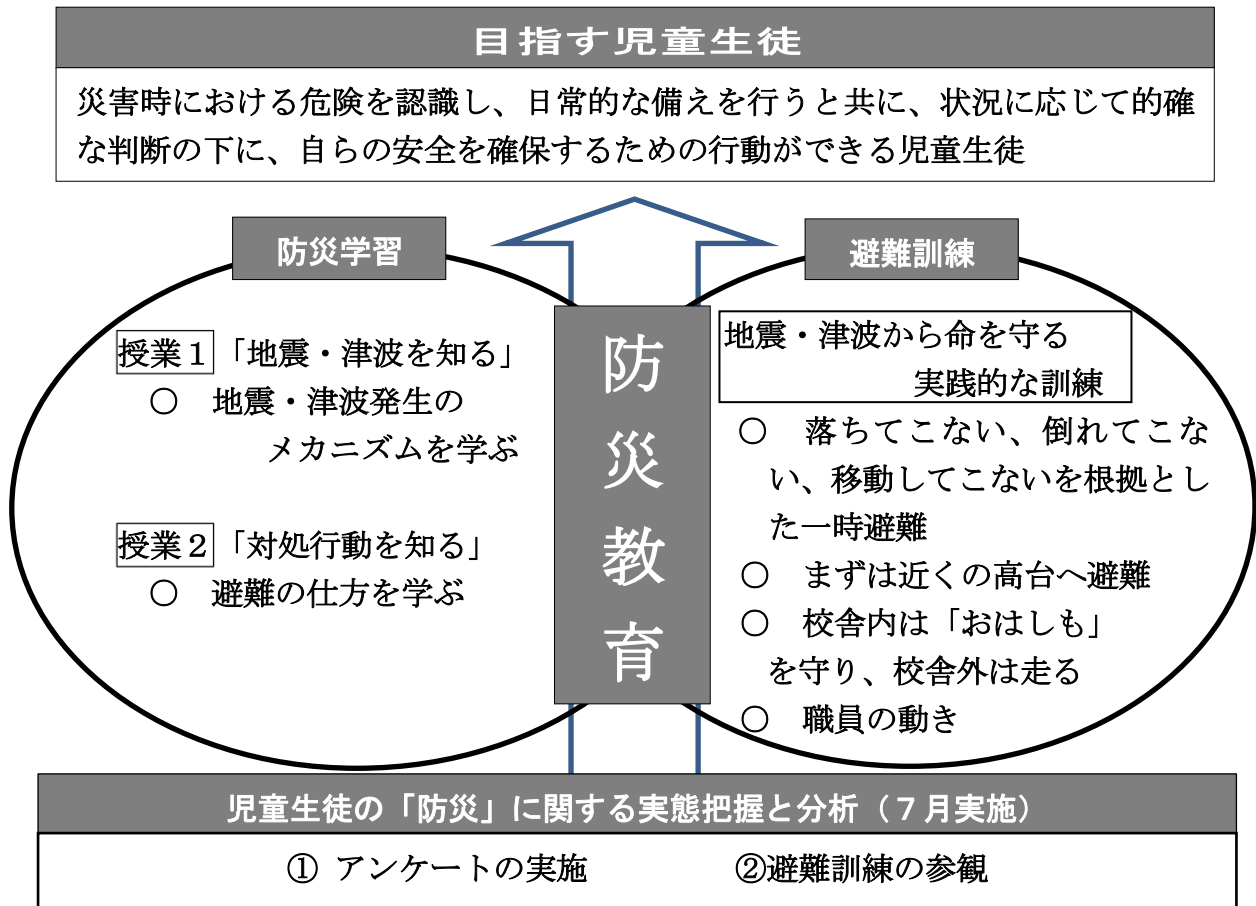 目指す児童生徒
災害時における危険を認識し、日常的な備えを行うと共に、状況に応じて的確
な判断の下に、自らの安全を確保するための行動ができる児童生徒
防災学習
授業1「地震・津波を知る」
○ 地震・津波発生の
メカニズムを学ぶ
授業2「対処行動を知る」
○ 避難の仕方を学ぶ
防災教育
避難訓練
地震・津波から命を守る
実践的な訓練
○ 落ちてこない、倒れてこな
い、移動してこないを根拠とし
た一時避難
○ まずは近くの高台へ避難
○ 校舎内は「おはしも」
を守り、校舎外は走る
○ 職員の動き
児童生徒の「防災」に関する実態把握と分析（7月実施）
① アンケートの実施 ②避難訓練の参観